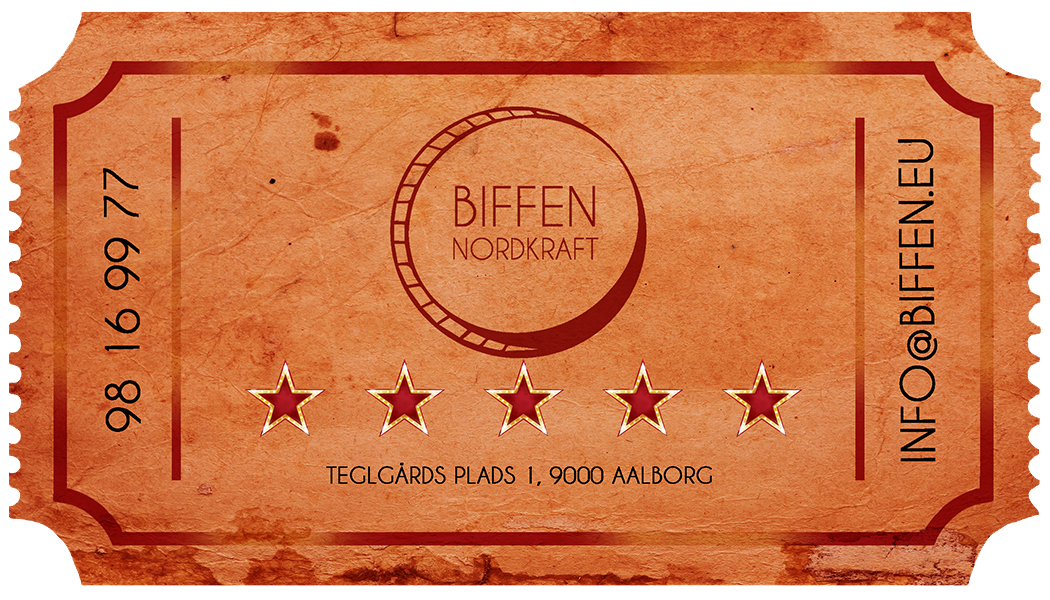 98 16 99 77
BIFFEN
NORDKRAFT
TEGLGÅRDS PLADS 1, 9000 AALBORG
INFO@BIFFEN.EU